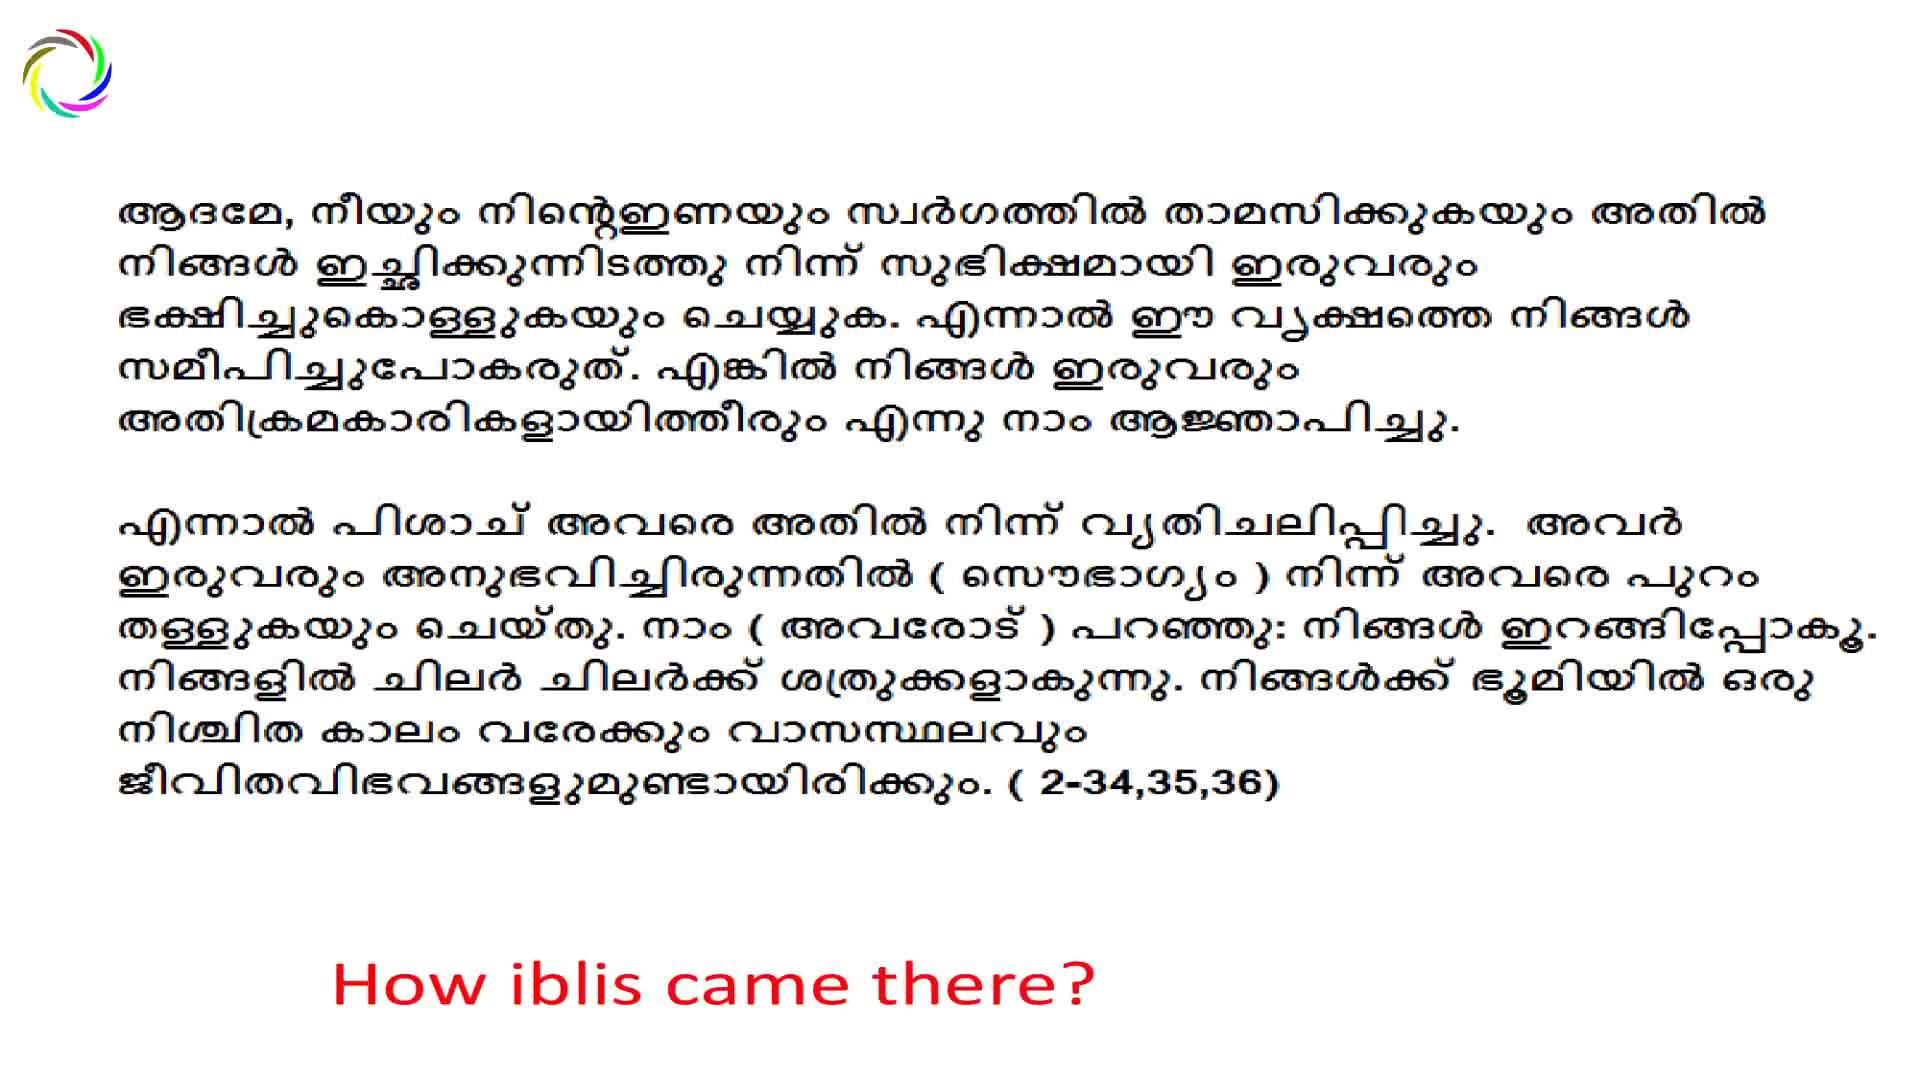 ആദമേ, നീയും നിന്റെഇണയും സ്വർഗത്തിൽ താമസിക്കുകയും അതിൽ
നിങ്ങൾ ഇച്ഛിക്കുന്നിടത്തു നിന്ന് സുഭിക്ഷമായി ഇരുവരും
ഭക്ഷിച്ചുകൊള്ളുകയും ചെയ്യുക. എന്നാൽ ഈ വൃക്ഷത്തെ നിങ്ങൾ
സമീപിച്ചുപോകരുത്. എങ്കിൽ നിങ്ങൾ ഇരുവരും
അതിക്രമകാരികളായിത്തീരും എന്നു നാം ആജ്ഞാപിച്ചു.
എന്നാൽ പിശാച് അവരെ അതിൽ നിന്ന് വ്യതിചലിപ്പിച്ചു. അവർ
ഇരുവരും അനുഭവിച്ചിരുന്നതിൽ ( സൌഭാഗ്യം ) നിന്ന് അവരെ പുറം
തള്ളുകയും ചെയ്തു. നാം ( അവരോട് ) പറഞ്ഞു: നിങ്ങൾ ഇറങ്ങിപ്പോകൂ.
നിങ്ങളിൽ ചിലർ ചിലർക്ക് ശത്രുക്കളാകുന്നു. നിങ്ങൾക്ക് ഭൂമിയിൽ ഒരു
നിശ്ചിത കാലം വരേക്കും വാസസ്ഥലവും
ജീവിതവിഭവങ്ങളുമുണ്ടായിരിക്കും. ( 2-34,35,36)
How iblis came there?